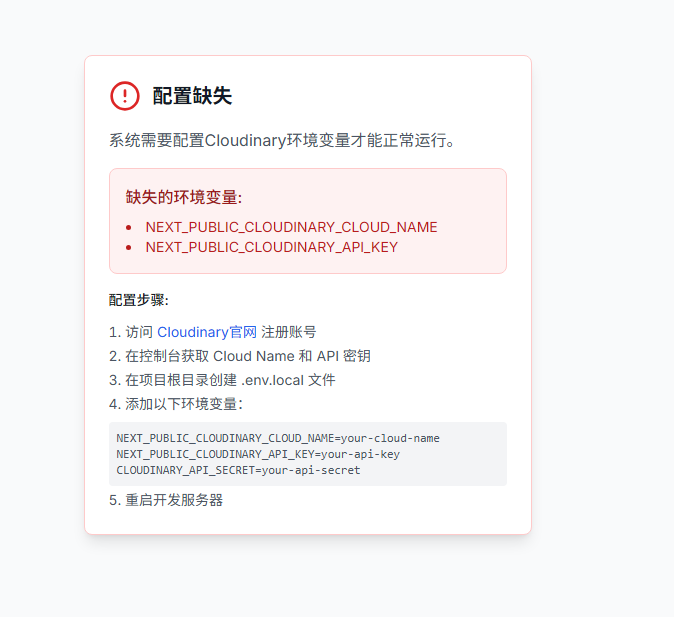 配置缺失
系统需要配置Cloudinary环境变量才能正常运行。
缺失的环境变量:
• NEXT_PUBLIC_CLOUDINARY_CLOUD_NAME
• NEXT_PUBLIC_CLOUDINARY_API_KEY
配置步骤:
1. 访问 Cloudinary官网 注册账号
2. 在控制台获取 Cloud Name 和 API 密钥
3. 在项目根目录创建 .env.local 文件
4. 添加以下环境变量：
NEXT_PUBLIC_CLOUDINARY_CLOUD_NAME=your-cloud-name
NEXT_PUBLIC_CLOUDINARY_API_KEY=your-api-key
CLOUDINARY_API_SECRET=your-api-secret
5. 重启开发服务器